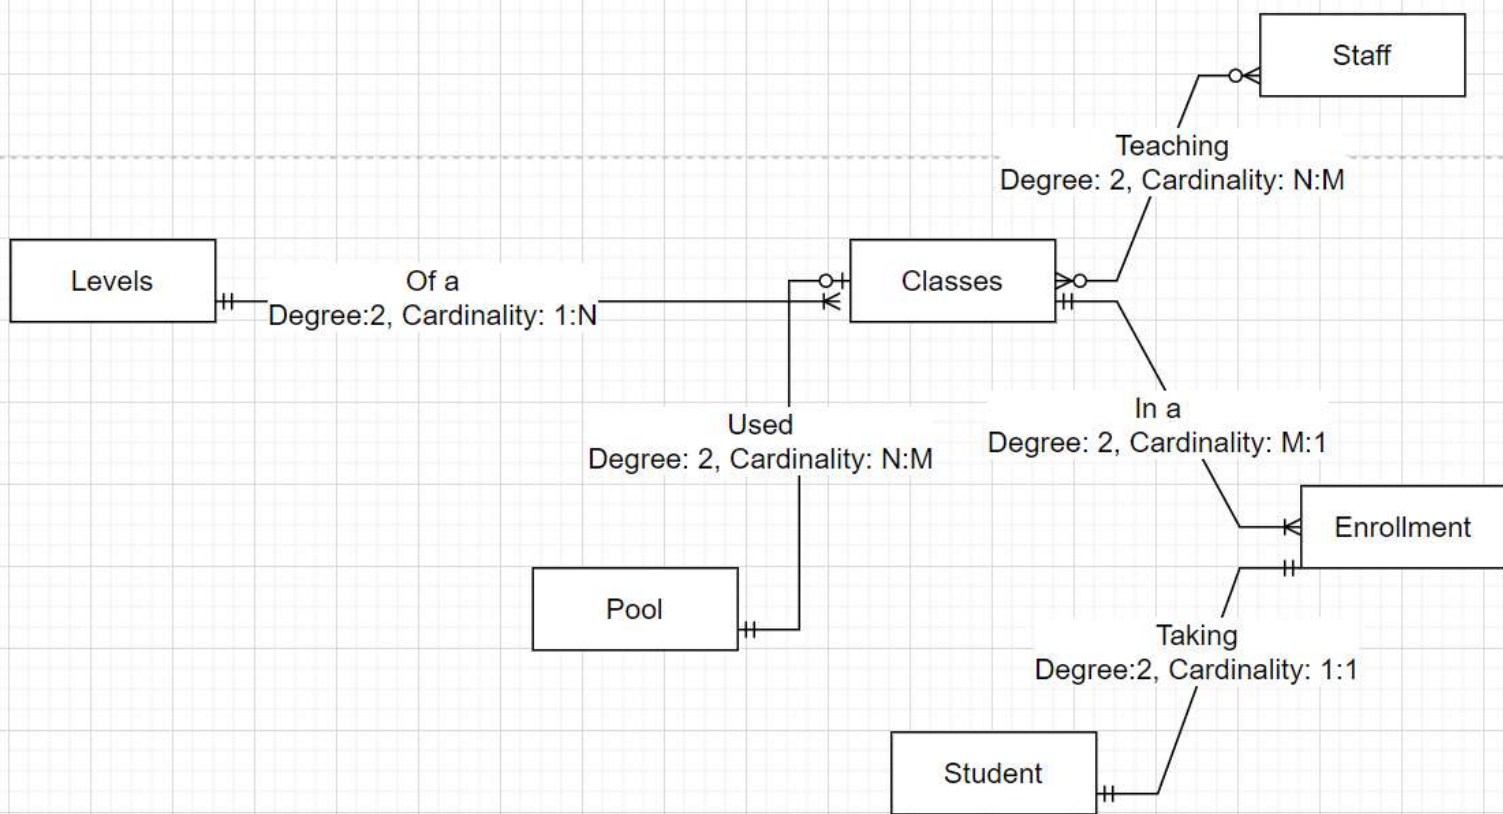 Staff
Teaching
Degree: 2, Cardinality: N:M
Levels
Of a
Degree:2, Cardinality: 1:N
Classes
In a
Degree: 2, Cardinality: M:1
Used
Degree: 2, Cardinality: N:M
Enrollment
Pool
Taking
Degree:2, Cardinality: 1:1
Student